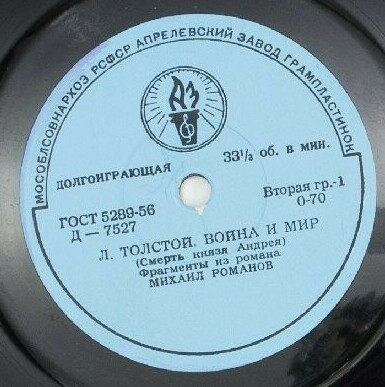 МОСОБЛСОВНАРХОЗ РСФСР АПРЕЛЕВСКИЙ ЗАВОД ГРАМПЛАСТИНОК
АЗ
ДОЛГОИГРАЮЩАЯ
33⅓ об. в мин.
ГОСТ 5289-56
Д — 7527
Вторая гр.-1
0-70
Л. ТОЛСТОЙ. ВОЙНА И МИР
(Смерть князя Андрея)
Фрагменты из романа
МИХАИЛ РОМАНОВ